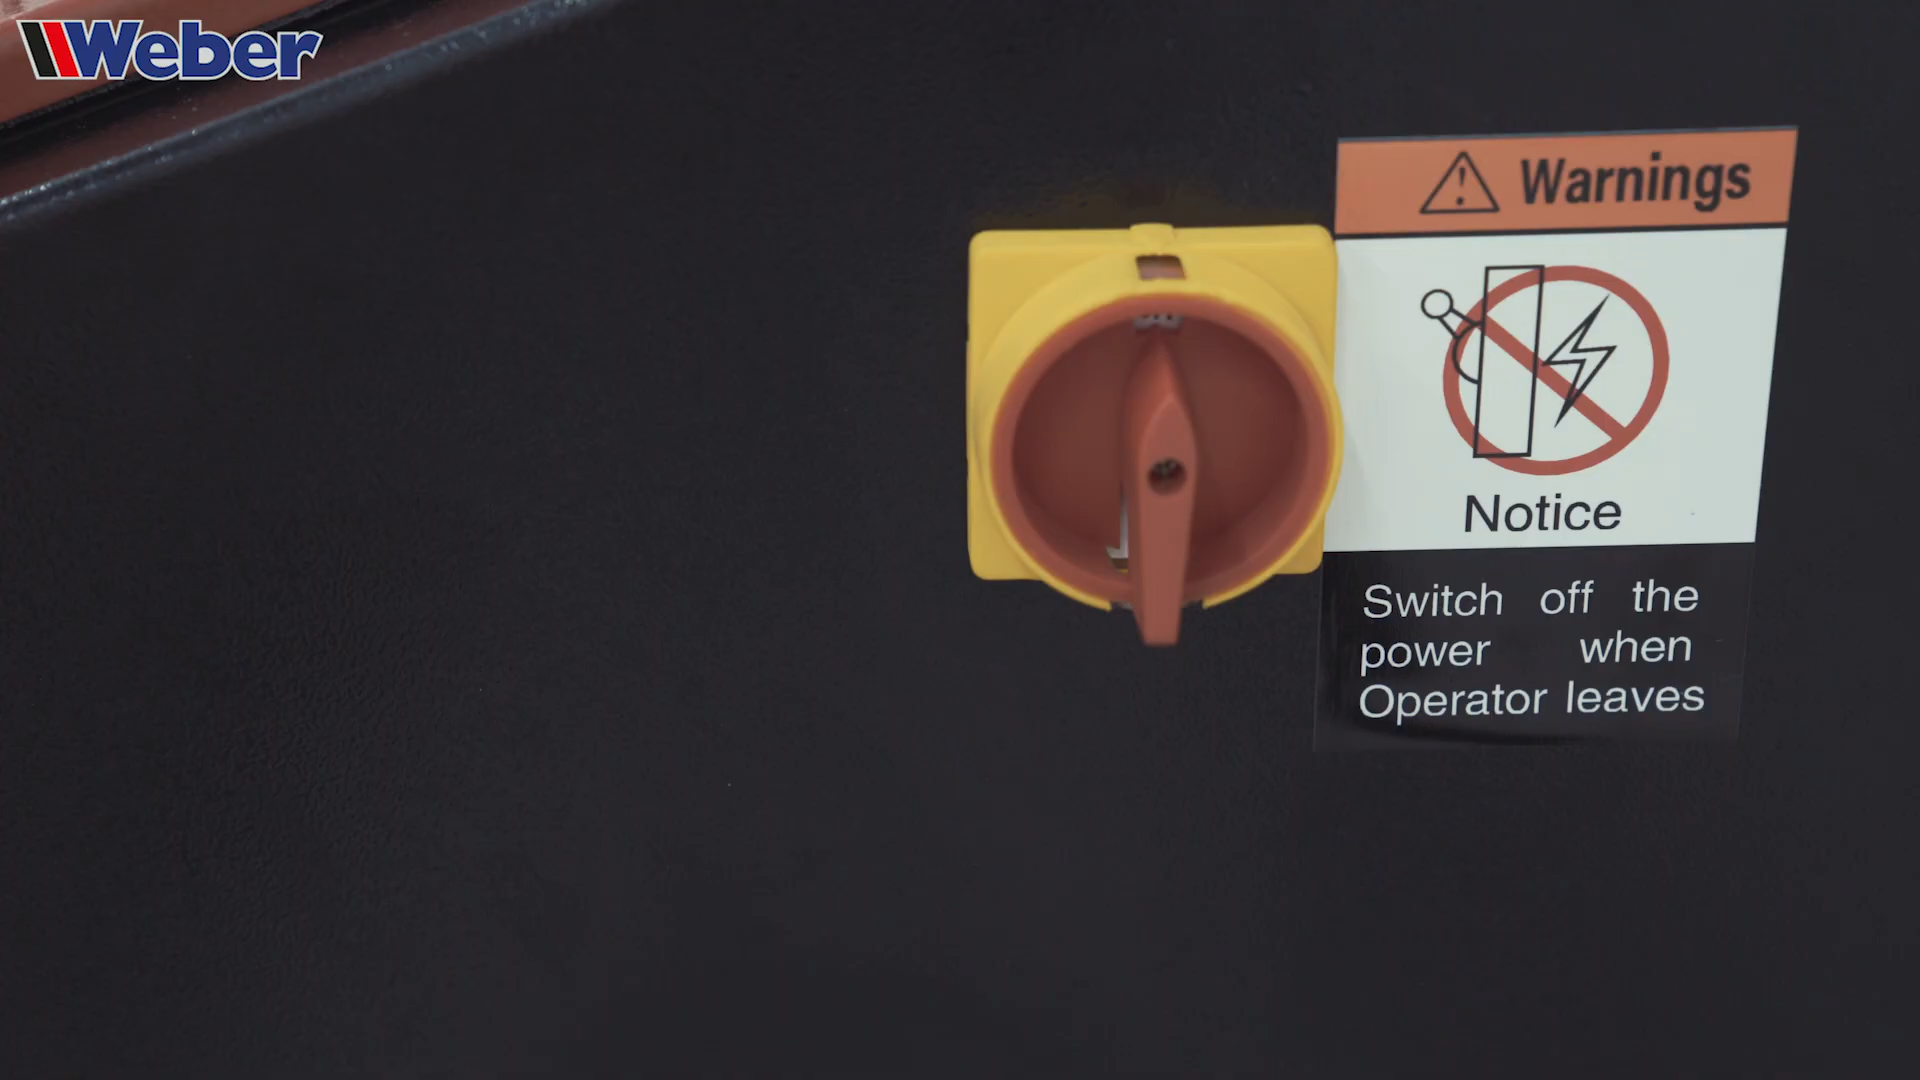 Weber
Warnings
Notice
Switch off the
power when
Operator leaves